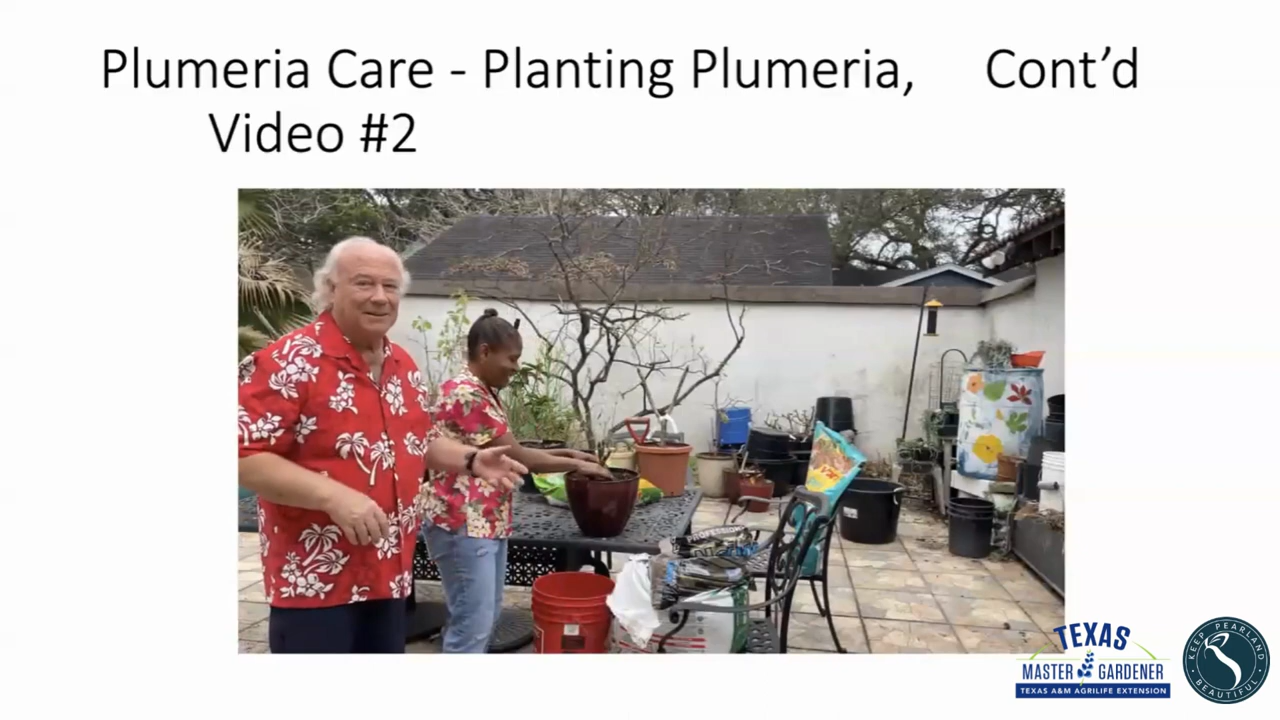 Plumeria Care - Planting Plumeria, Cont’d
Video #2
TEXAS
MASTER GARDENER
TEXAS A&M AGRILIFE EXTENSION
KEEP PEARLAND
BEAUTIFUL